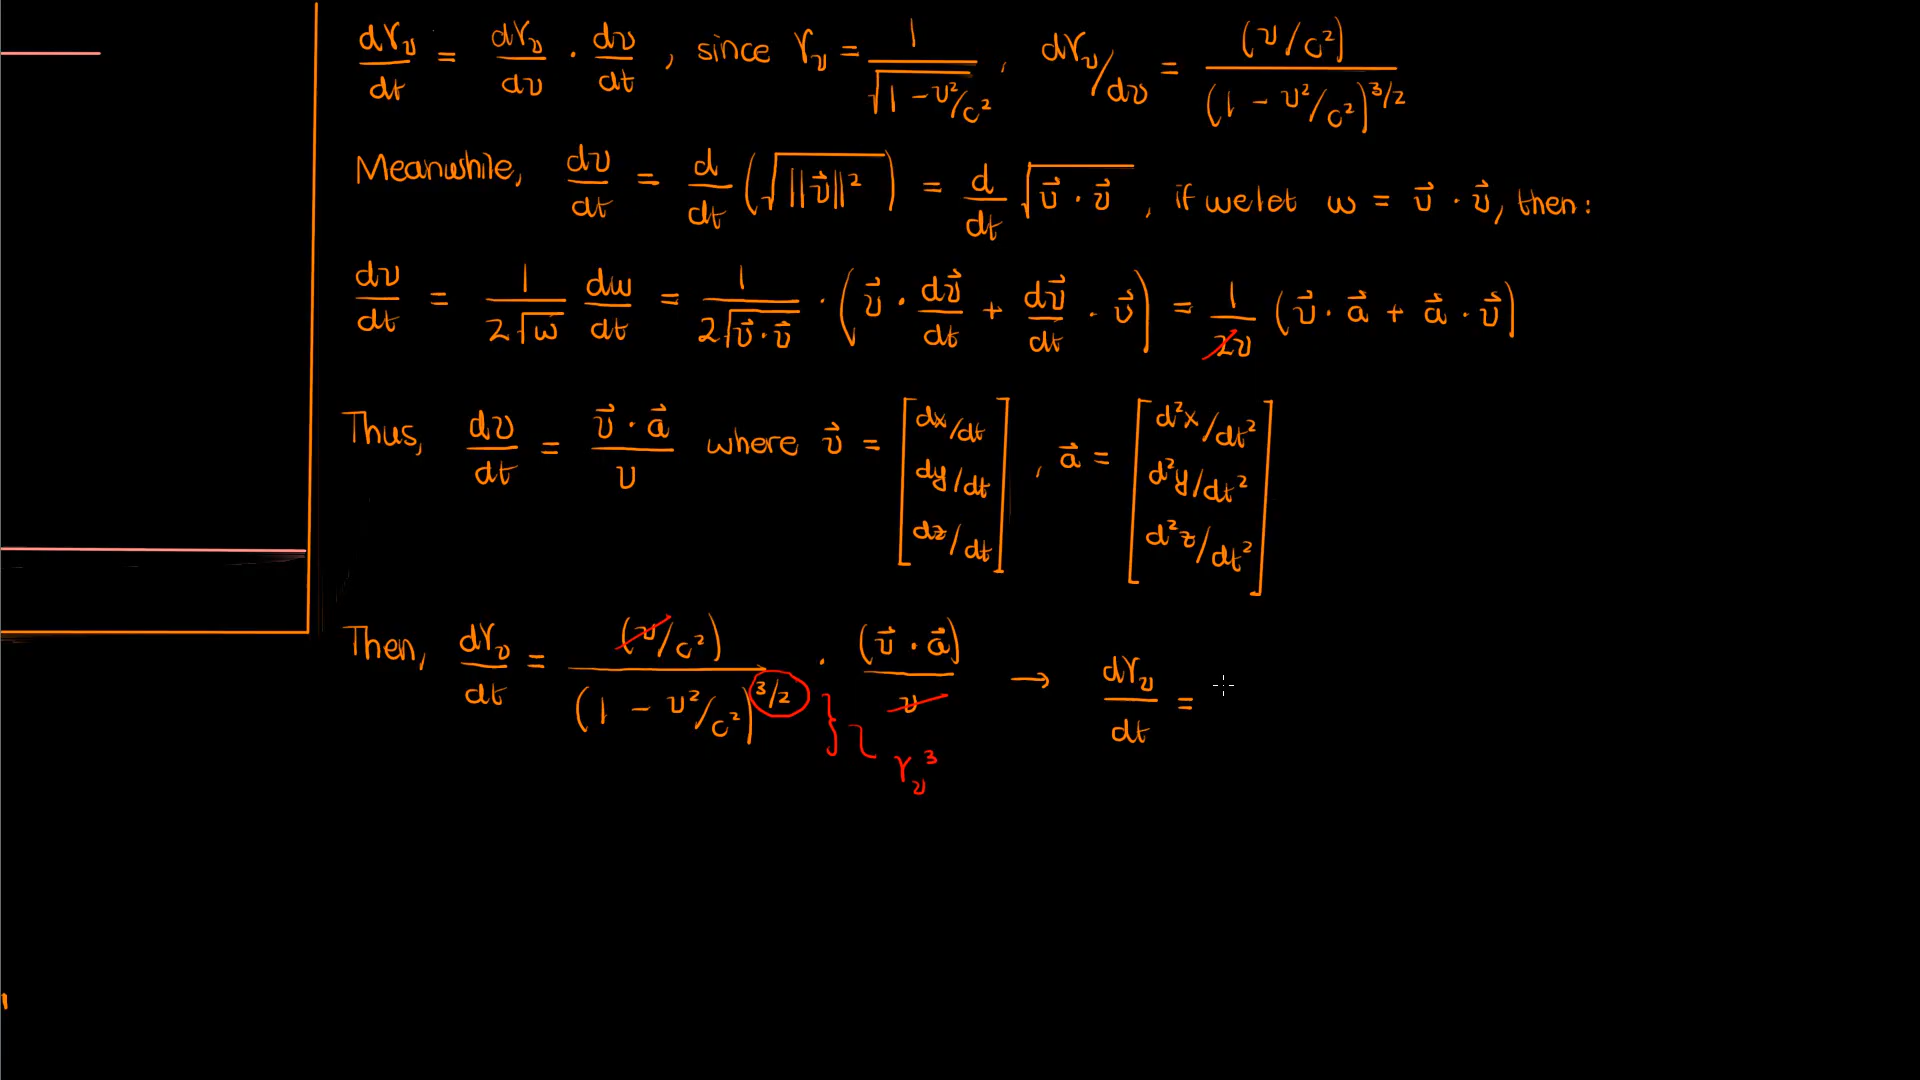 dγ_v/dt = dγ_v/dv · dv/dt , since γ_v = 1/√(1 - v²/c²) , dγ_v/dv = (v/c²)/(1 - v²/c²)^(3/2)
Meanwhile, dv/dt = d/dt (√(||v⃗||²)) = d/dt √(v⃗ · v⃗) , if we let w = v⃗ · v⃗, then:
dv/dt = 1/(2√w) dw/dt = 1/(2√(v⃗ · v⃗)) · (v⃗ · dv⃗/dt + dv⃗/dt · v⃗) = 1/(2v) (v⃗ · a⃗ + a⃗ · v⃗)
Thus, dv/dt = (v⃗ · a⃗)/v where v⃗ = [dx/dt dy/dt dz/dt] , a⃗ = [d²x/dt² d²y/dt² d²z/dt²]
Then, dγ_v/dt = (v/c²)/(1 - v²/c²)^(3/2) · (v⃗ · a⃗)/v → dγ_v/dt =
γ_v³